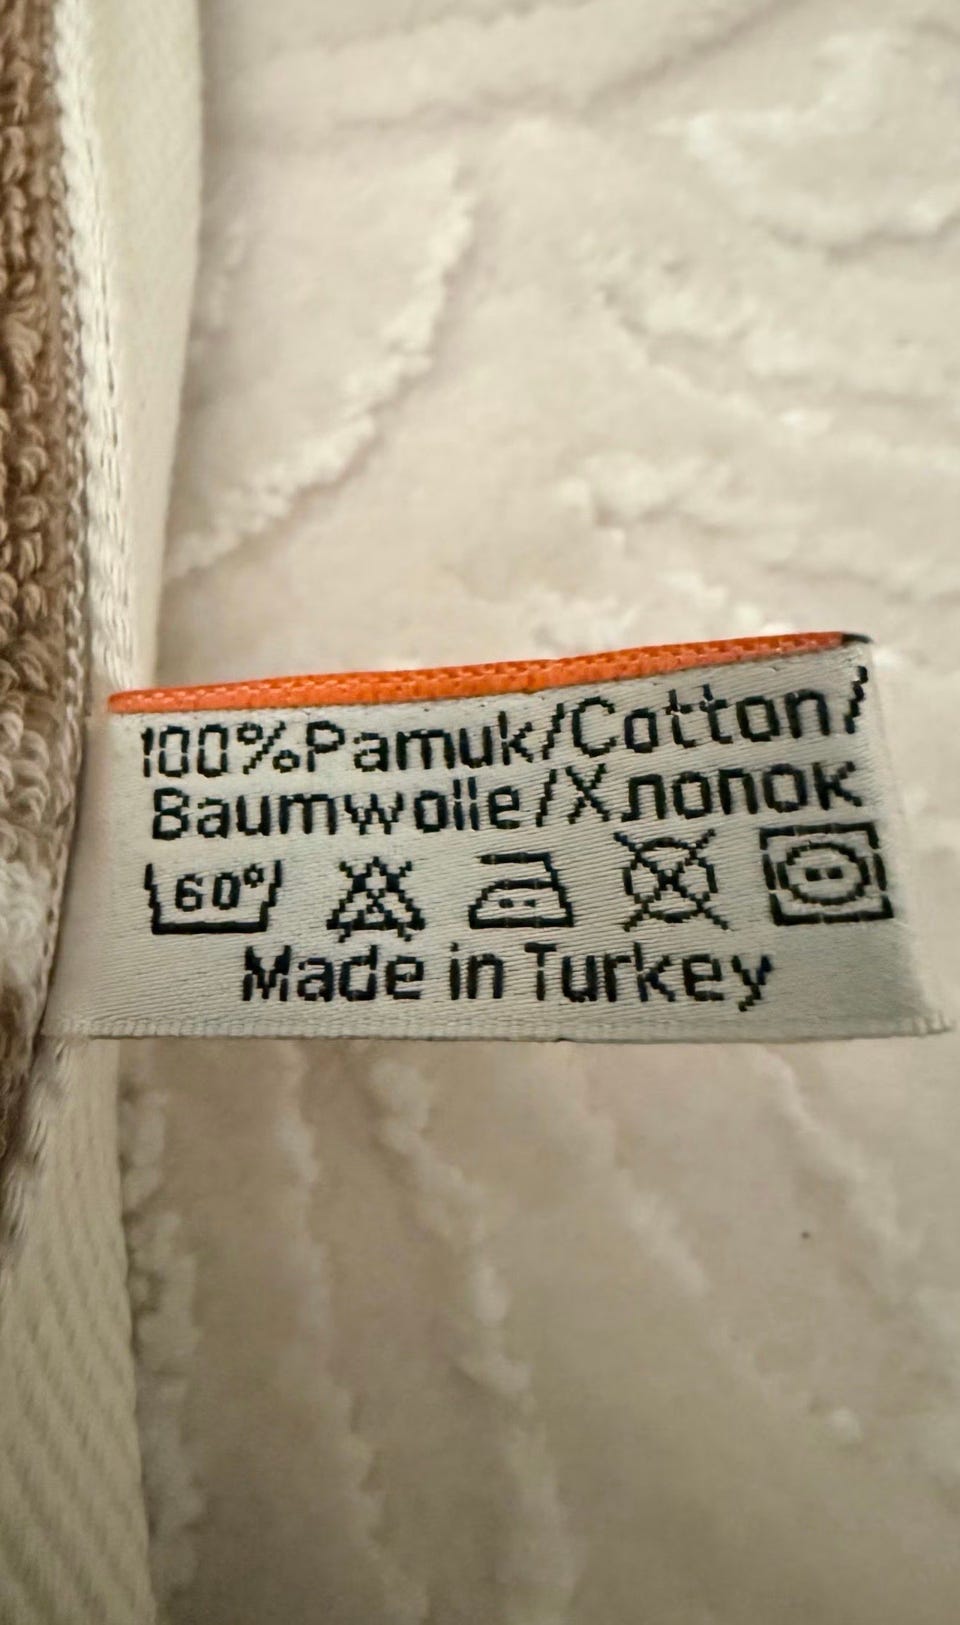 100%Pamuk/Cotton/
Baumwolle/Хлопок
60°
Made in Turkey